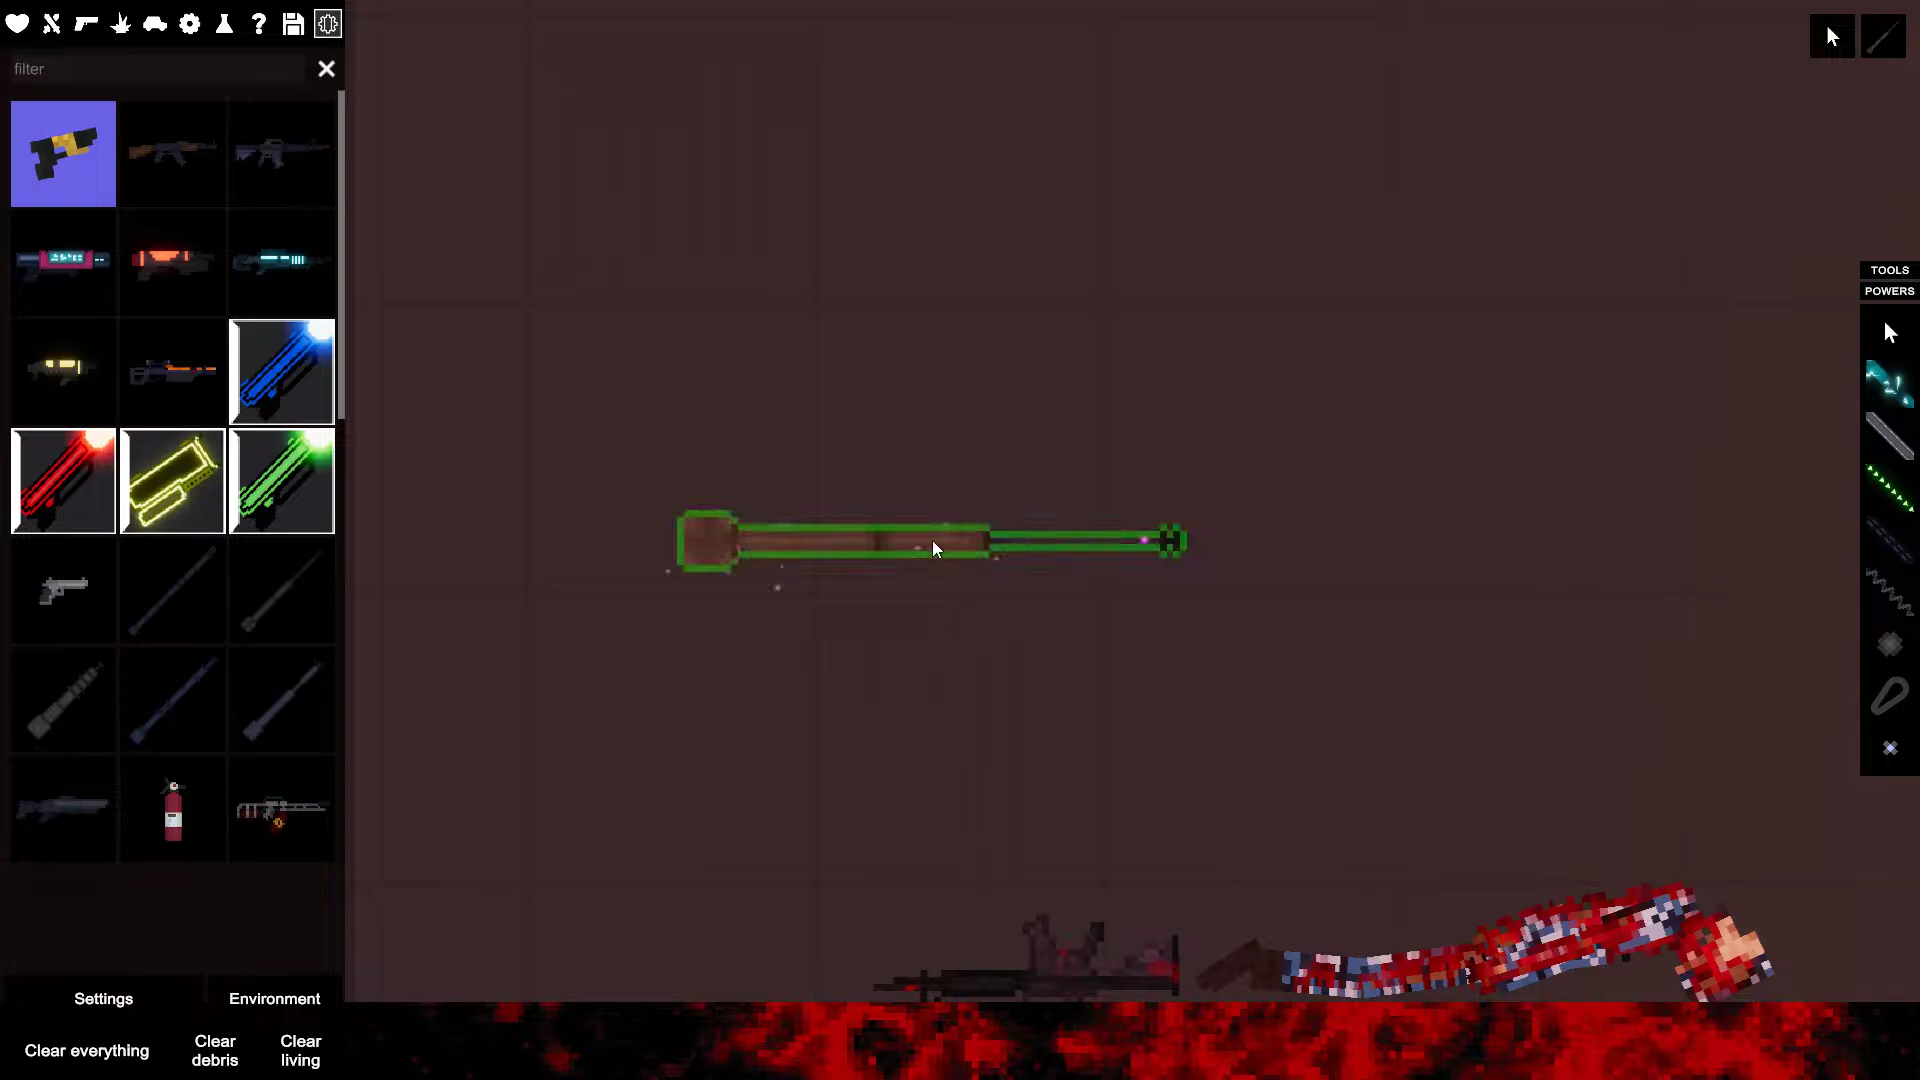 filter
TOOLS
POWERS
Settings
Environment
Clear everything
Clear
debris
Clear
living